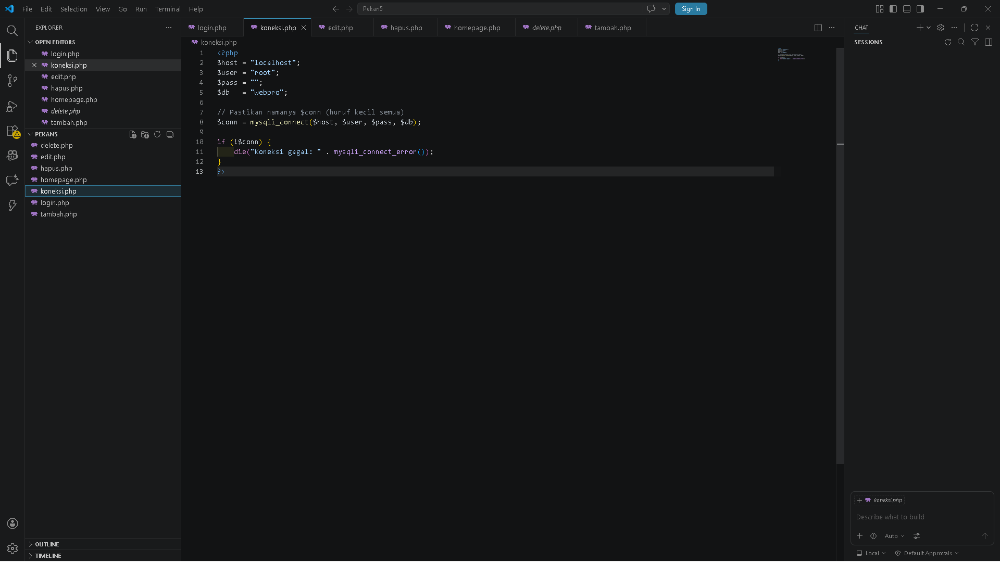 File Edit Selection View Go Run Terminal Help
Pekan5
Sign In
EXPLORER
OPEN EDITORS
login.php
koneksi.php
edit.php
hapus.php
homepage.php
delete.php
tambah.php
PEKAN5
delete.php
edit.php
hapus.php
homepage.php
koneksi.php
login.php
tambah.php
OUTLINE
TIMELINE
login.php koneksi.php edit.php hapus.php homepage.php delete.php tambah.php
koneksi.php
1 <?php
2 $host = "localhost";
3 $user = "root";
4 $pass = "";
5 $db   = "webpro";
6
7 // Pastikan namanya $conn (huruf kecil semua)
8 $conn = mysqli_connect($host, $user, $pass, $db);
9
10 if (!$conn) {
11     die("Koneksi gagal: " . mysqli_connect_error());
12 }
13 ?>
CHAT
SESSIONS
koneksi.php
Describe what to build
Auto
Local Default Approvals